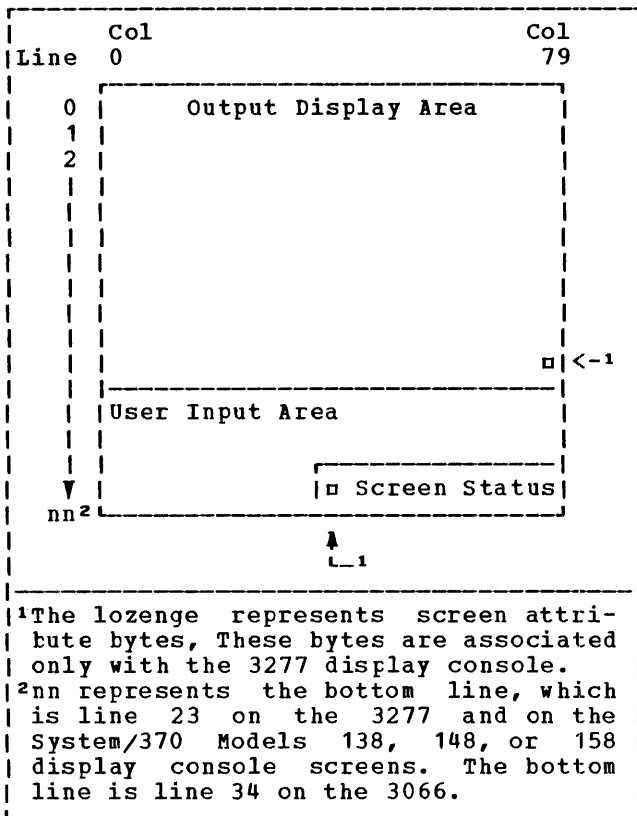 Col Col
Line 0 79
0 Output Display Area
1
2
<-1
User Input Area
Screen Status
nn2
1
1The lozenge represents screen attri-
bute bytes, These bytes are associated
only with the 3277 display console.
2nn represents the bottom line, which
is line 23 on the 3277 and on the
System/370 Models 138, 148, or 158
display console screens. The bottom
line is line 34 on the 3066.